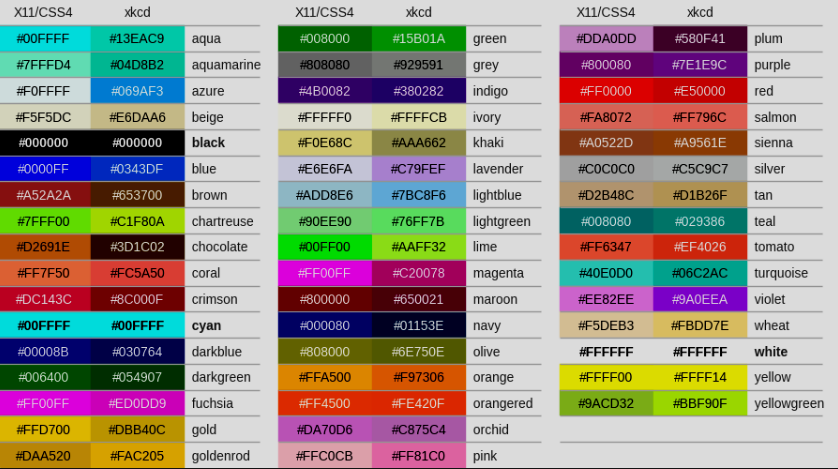 X11/CSS4 xkcd
#00FFFF #13EAC9 aqua
#7FFFD4 #04D8B2 aquamarine
#F0FFFF #069AF3 azure
#F5F5DC #E6DAA6 beige
#000000 #000000 black
#0000FF #0343DF blue
#A52A2A #653700 brown
#7FFF00 #C1F80A chartreuse
#D2691E #3D1C02 chocolate
#FF7F50 #FC5A50 coral
#DC143C #8C000F crimson
#00FFFF #00FFFF cyan
#00008B #030764 darkblue
#006400 #054907 darkgreen
#FF00FF #ED0DD9 fuchsia
#FFD700 #DBB40C gold
#DAA520 #FAC205 goldenrod
X11/CSS4 xkcd
#008000 #15B01A green
#808080 #929591 grey
#4B0082 #380282 indigo
#FFFFF0 #FFFFCB ivory
#F0E68C #AAA662 khaki
#E6E6FA #C79FEF lavender
#ADD8E6 #7BC8F6 lightblue
#90EE90 #76FF7B lightgreen
#00FF00 #AAFF32 lime
#FF00FF #C20078 magenta
#800000 #650021 maroon
#000080 #01153E navy
#808000 #6E750E olive
#FFA500 #F97306 orange
#FF4500 #FE420F orangered
#DA70D6 #C875C4 orchid
#FFC0CB #FF81C0 pink
X11/CSS4 xkcd
#DDA0DD #580F41 plum
#800080 #7E1E9C purple
#FF0000 #E50000 red
#FA8072 #FF796C salmon
#A0522D #A9561E sienna
#C0C0C0 #C5C9C7 silver
#D2B48C #D1B26F tan
#008080 #029386 teal
#FF6347 #EF4026 tomato
#40E0D0 #06C2AC turquoise
#EE82EE #9A0EEA violet
#F5DEB3 #FBDD7E wheat
#FFFFFF #FFFFFF white
#FFFF00 #FFFF14 yellow
#9ACD32 #BBF90F yellowgreen